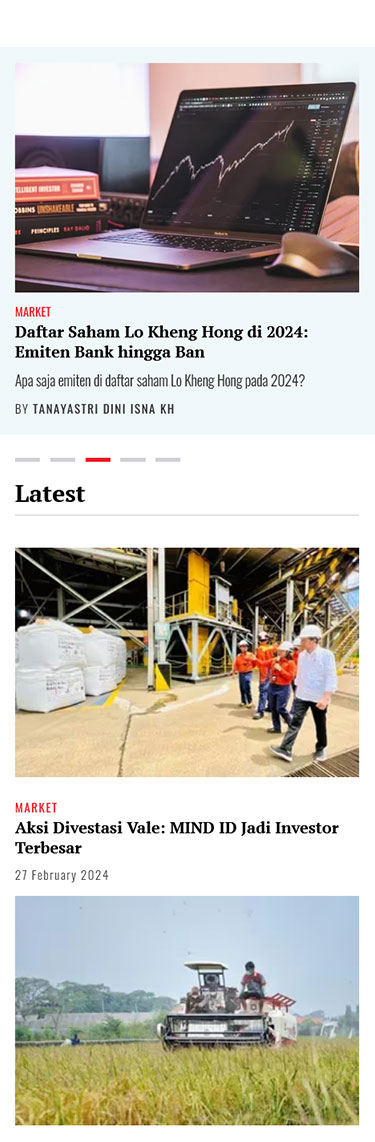 TELLIGENT INVESTOR
ROBBINS UNSHAKEABLE
PRINCIPLES RAY DALIO
MARKET
Daftar Saham Lo Kheng Hong di 2024:
Emiten Bank hingga Ban
Apa saja emiten di daftar saham Lo Kheng Hong pada 2024?
BY TANAYASTRI DINI ISNA KH
Latest
MARKET
Aksi Divestasi Vale: MIND ID Jadi Investor
Terbesar
27 February 2024